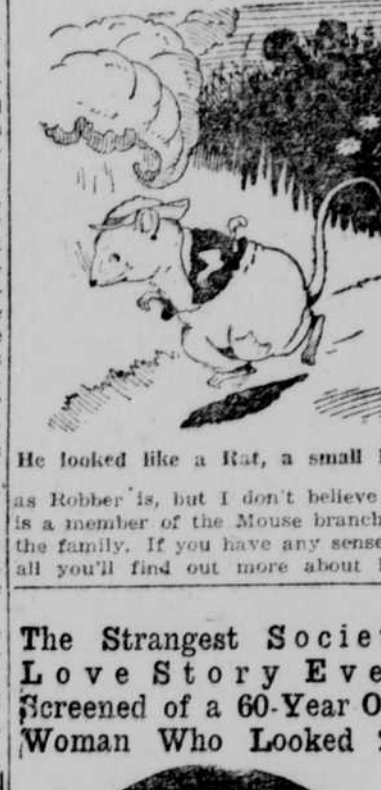 He looked like a Rat, a small
as Robber is, but I don't believe
is a member of the Mouse branch
the family. If you have any sense
all you'll find out more about
The Strangest Socie
Love Story Eve
Screened of a 60-Year O
Woman Who Looked